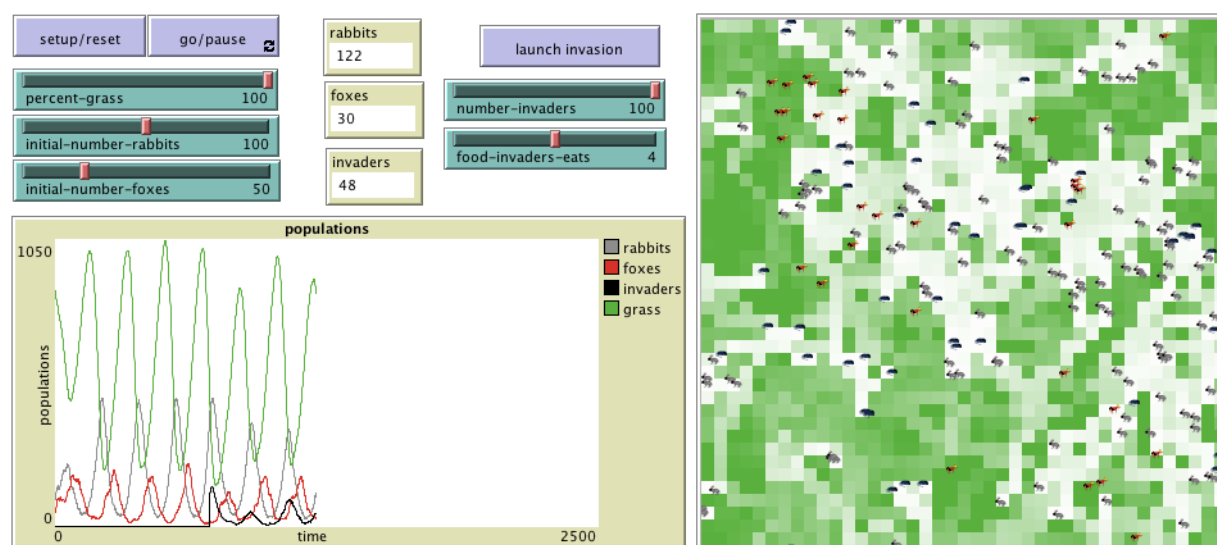 setup/reset
go/pause
percent-grass 100
initial-number-rabbits 100
initial-number-foxes 50
rabbits
122
foxes
30
invaders
48
launch invasion
number-invaders 100
food-invaders-eats 4
populations
1050
populations
0
0 time 2500
rabbits
foxes
invaders
grass